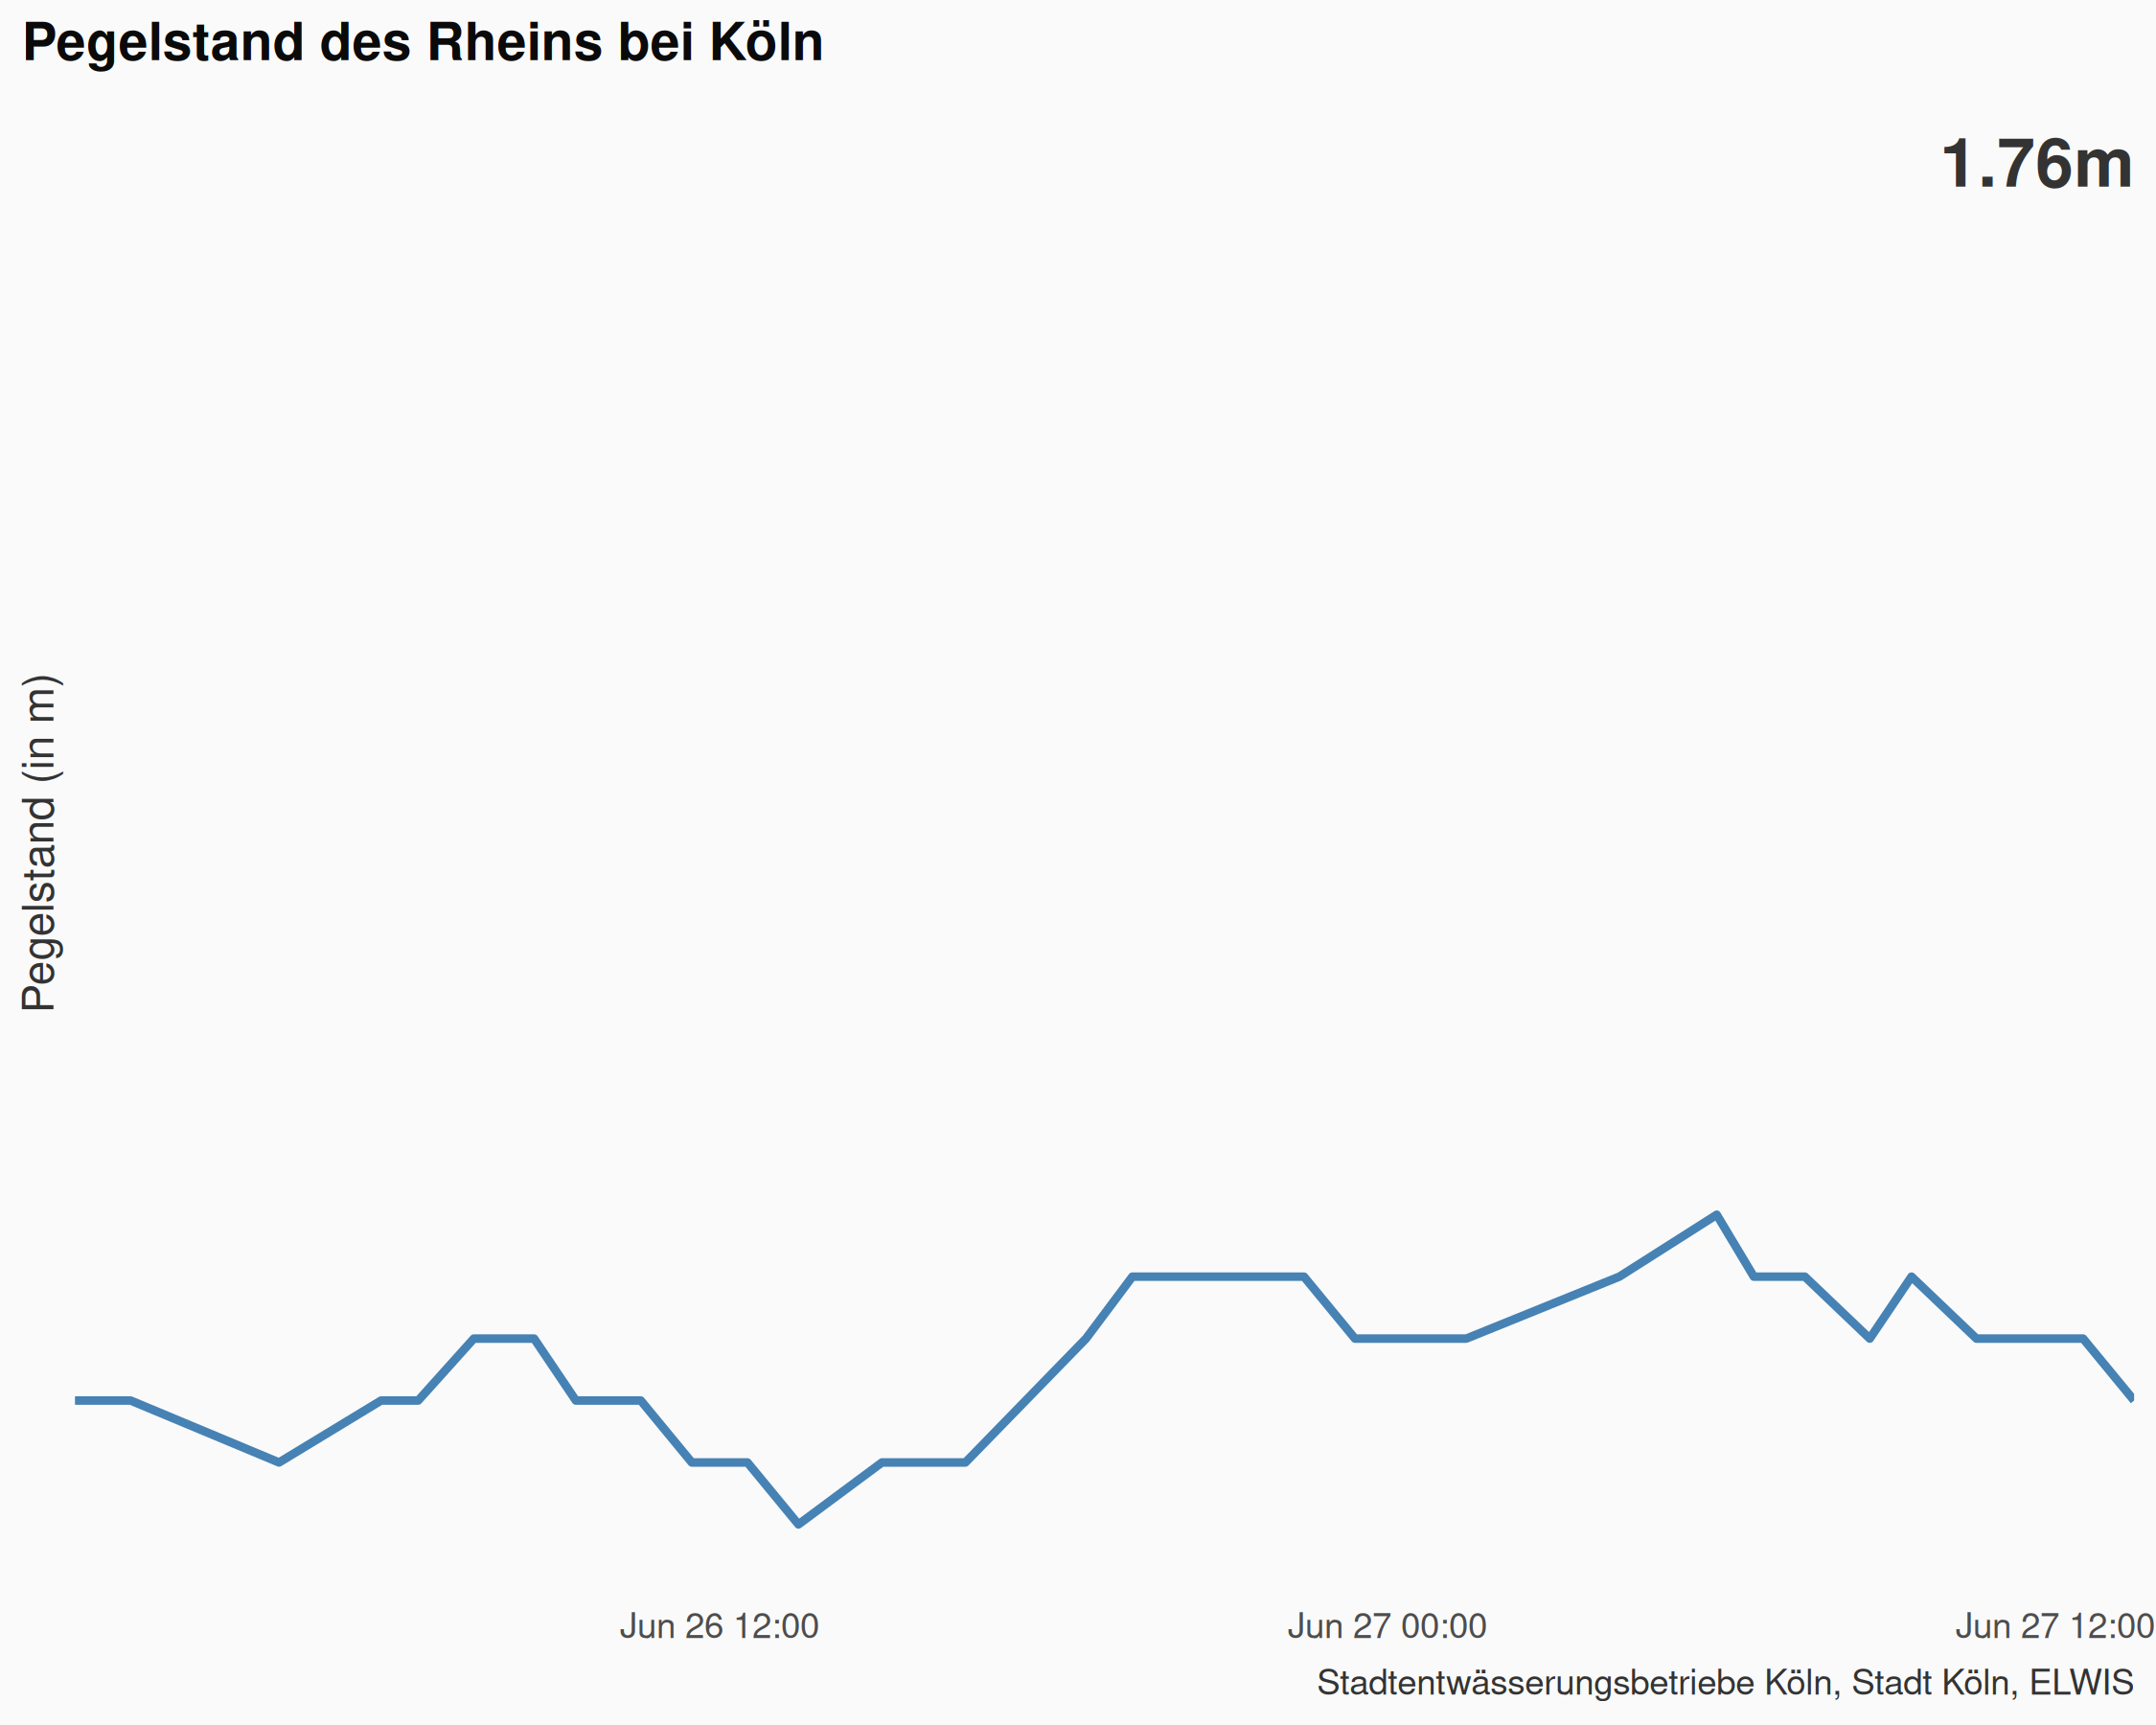 Pegelstand des Rheins bei Köln
1.76m
Pegelstand (in m)
Jun 26 12:00
Jun 27 00:00
Jun 27 12:00
Stadtentwässerungsbetriebe Köln, Stadt Köln, ELWIS